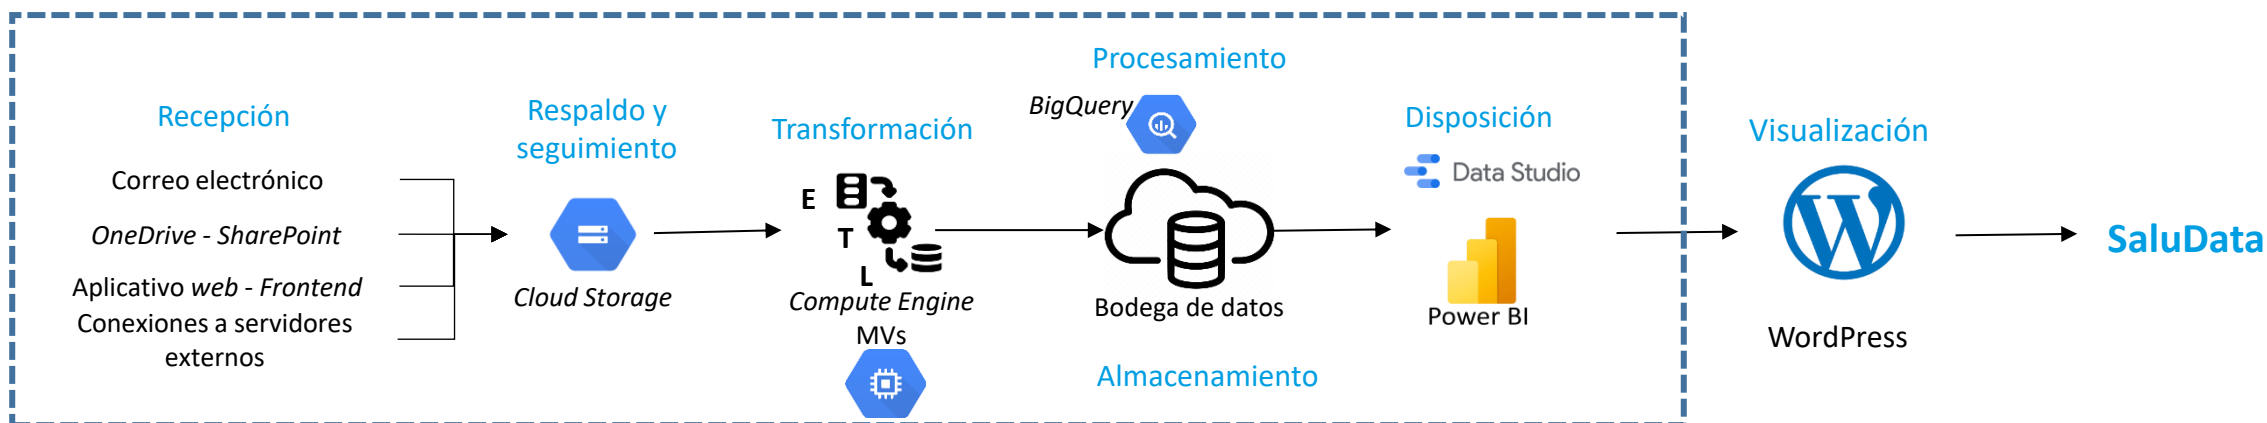 Recepción
Correo electrónico
OneDrive - SharePoint
Aplicativo web - Frontend
Conexiones a servidores
externos
Respaldo y
seguimiento
Cloud Storage
Transformación
E
T
L
Compute Engine
MVs
Procesamiento
BigQuery
Bodega de datos
Almacenamiento
Disposición
Data Studio
Power BI
Visualización
WordPress
SaluData